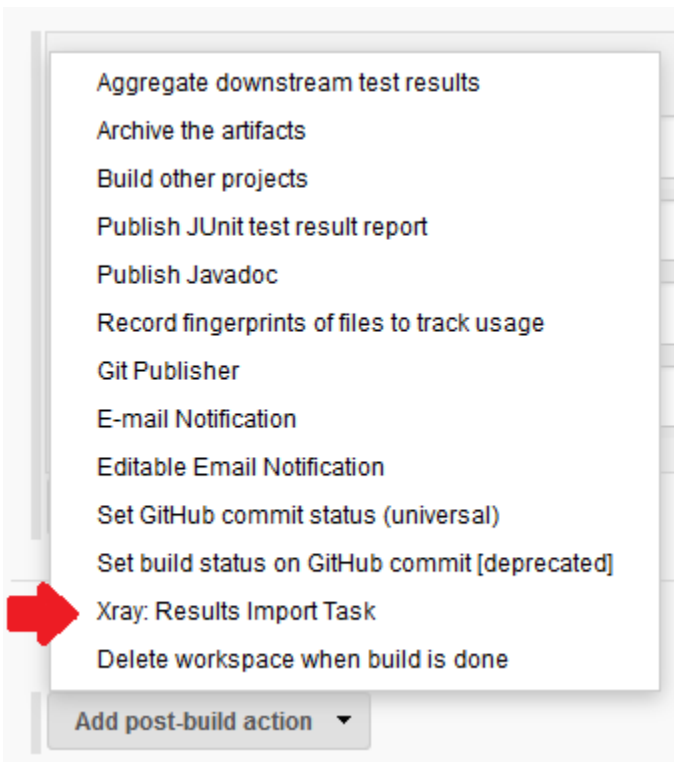 Aggregate downstream test results
Archive the artifacts
Build other projects
Publish JUnit test result report
Publish Javadoc
Record fingerprints of files to track usage
Git Publisher
E-mail Notification
Editable Email Notification
Set GitHub commit status (universal)
Set build status on GitHub commit [deprecated]
Xray: Results Import Task
Delete workspace when build is done
Add post-build action